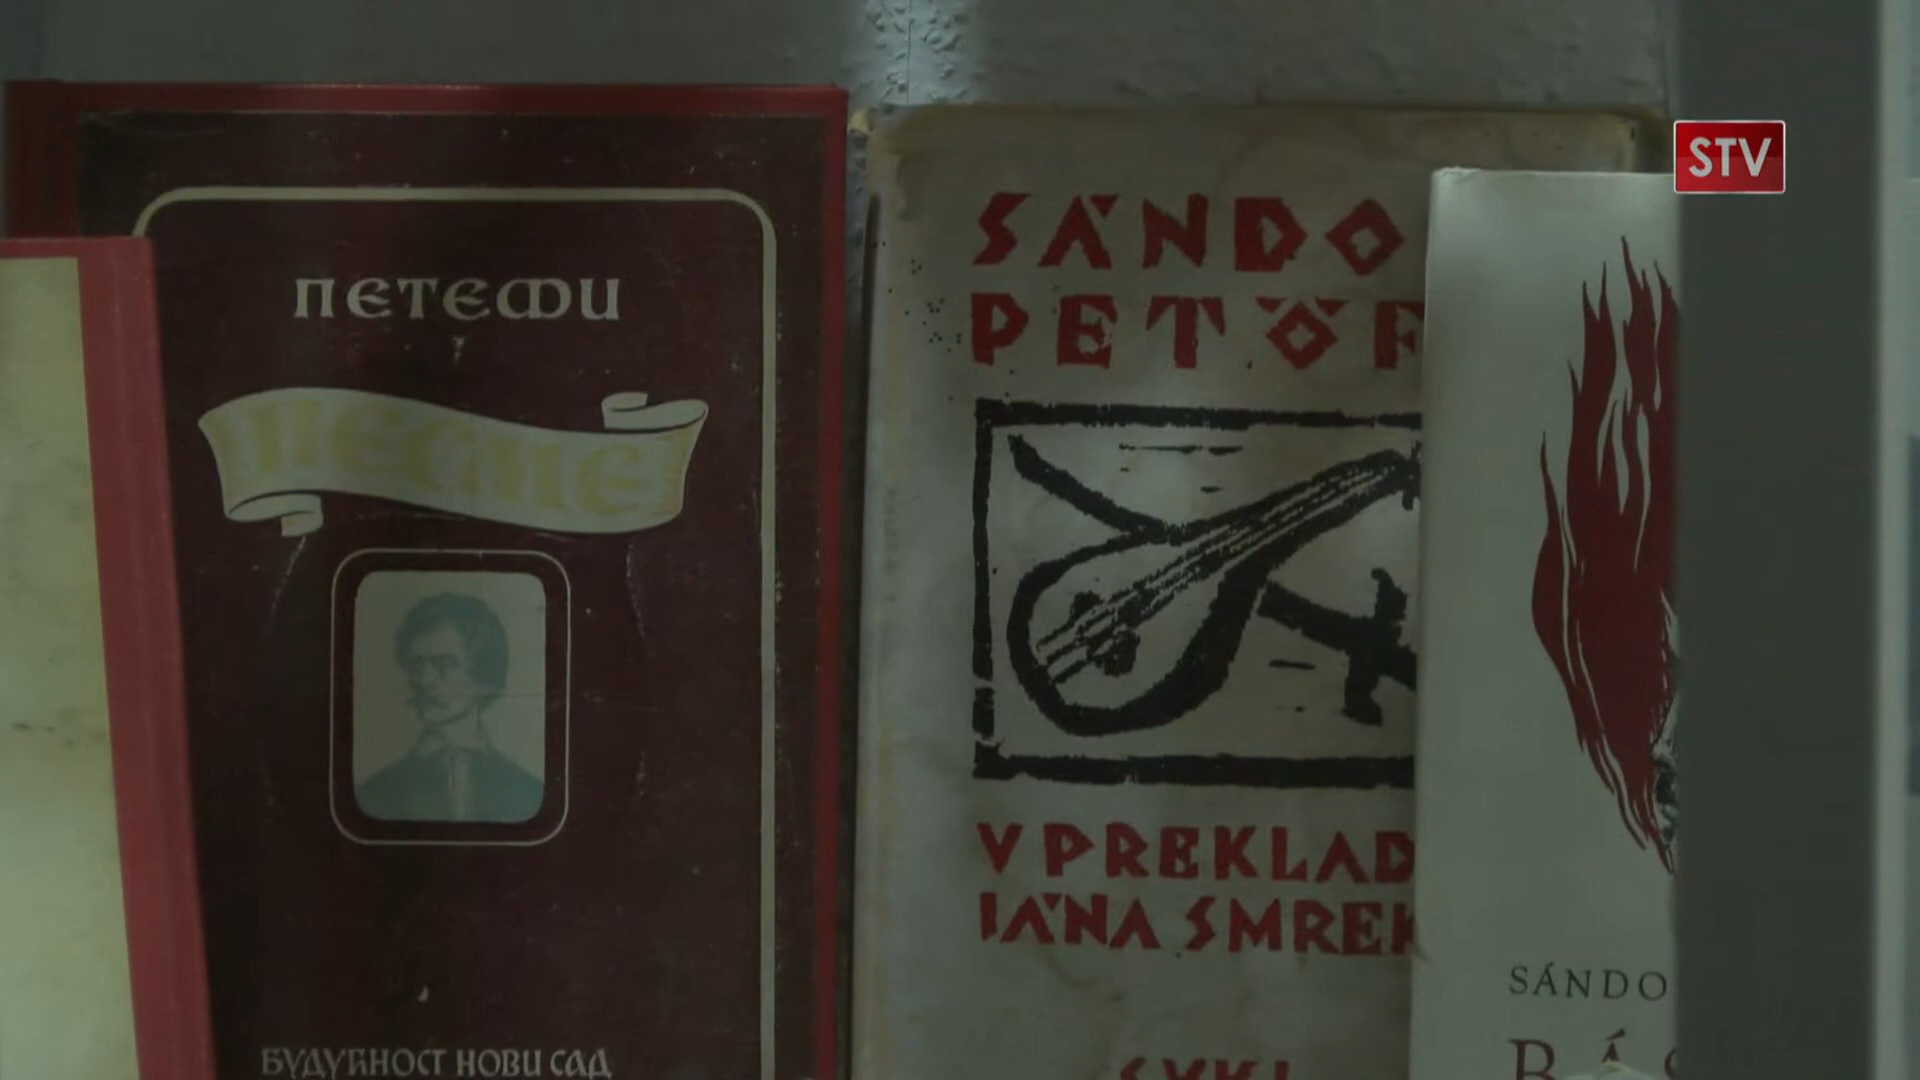 STV
ПЕТЕФИ
ПЕСМЕ
БУДУЋНОСТ НОВИ САД
SÁNDO
PETÖF
V PREKLAD
IÁNA SMREK
SÁNDO